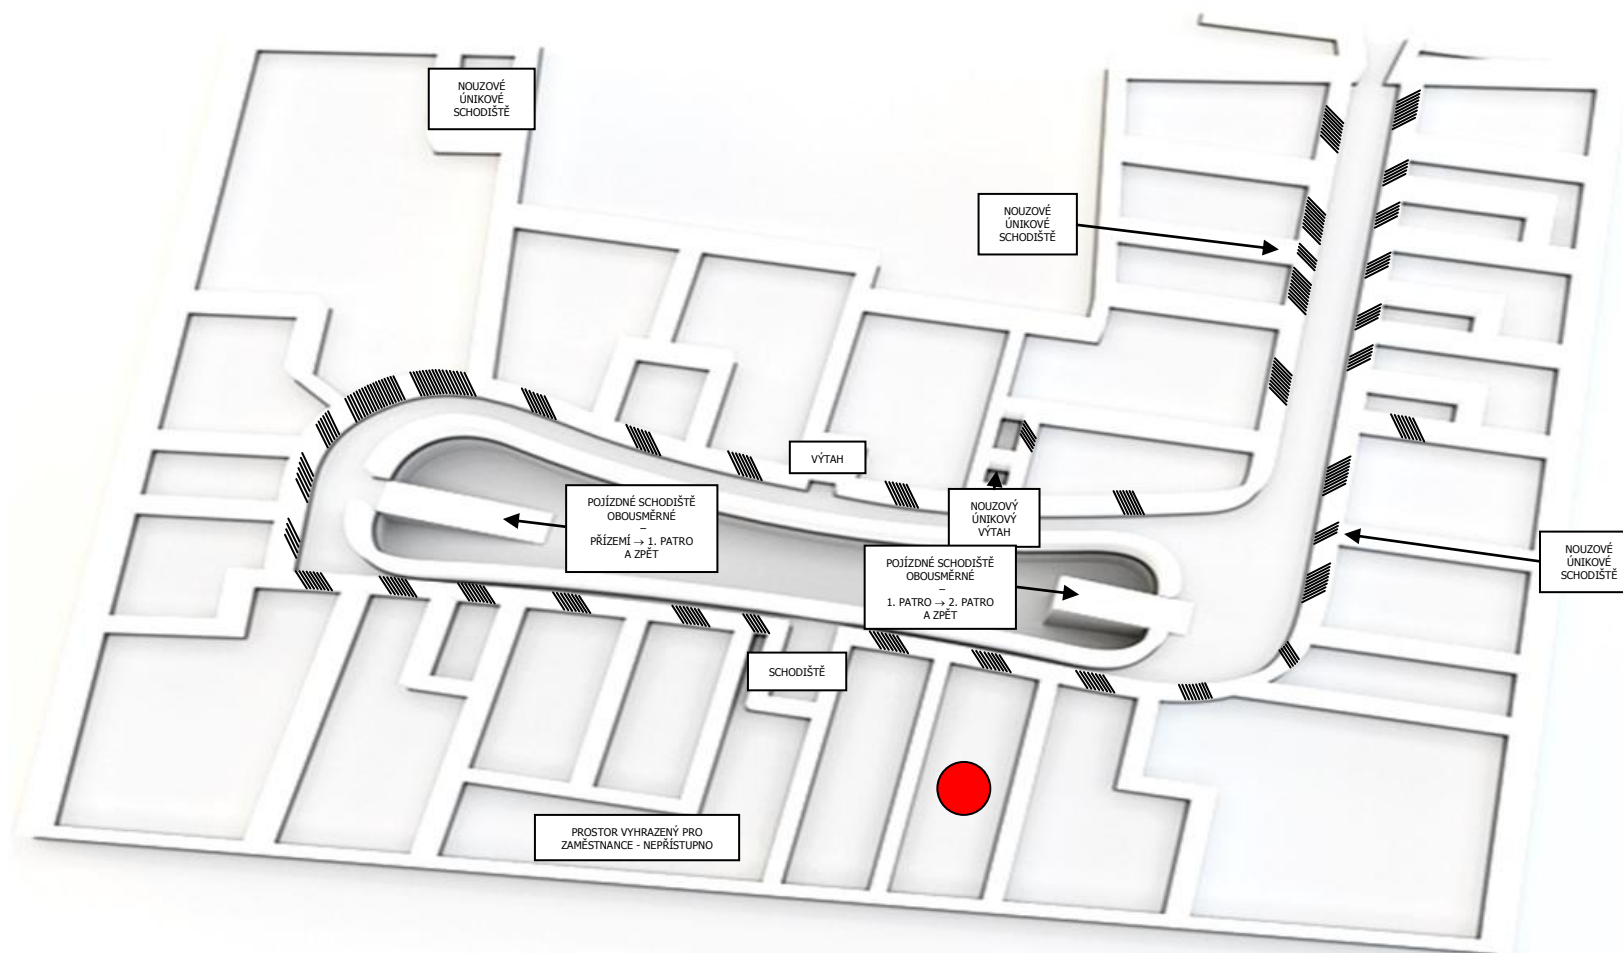 NOUZOVÉ
ÚNIKOVÉ
SCHODIŠTĚ
NOUZOVÉ
ÚNIKOVÉ
SCHODIŠTĚ
VÝTAH
POJÍZDNÉ SCHODIŠTĚ
OBOUSMĚRNÉ
–
PŘÍZEMÍ → 1. PATRO
A ZPĚT
NOUZOVÝ
ÚNIKOVÝ
VÝTAH
POJÍZDNÉ SCHODIŠTĚ
OBOUSMĚRNÉ
–
1. PATRO → 2. PATRO
A ZPĚT
NOUZOVÉ
ÚNIKOVÉ
SCHODIŠTĚ
SCHODIŠTĚ
PROSTOR VYHRAZENÝ PRO
ZAMĚSTNANCE - NEPŘÍSTUPNO